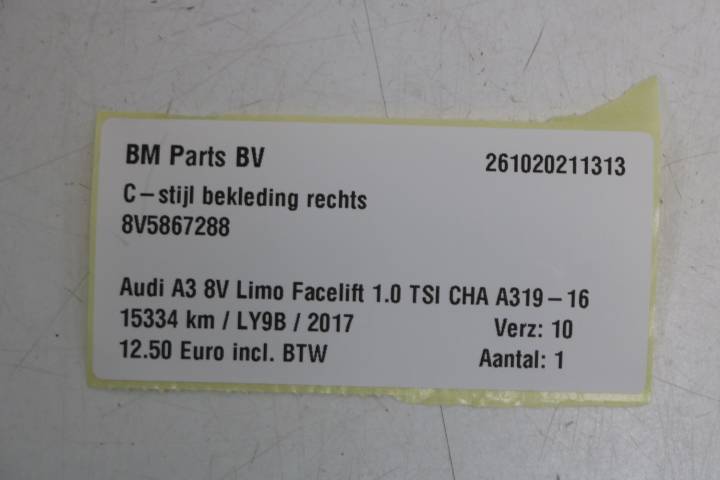 BM Parts BV 261020211313
C-stijl bekleding rechts
8V5867288
Audi A3 8V Limo Facelift 1.0 TSI CHA A319-16
15334 km / LY9B / 2017 Verz: 10
12.50 Euro incl. BTW Aantal: 1